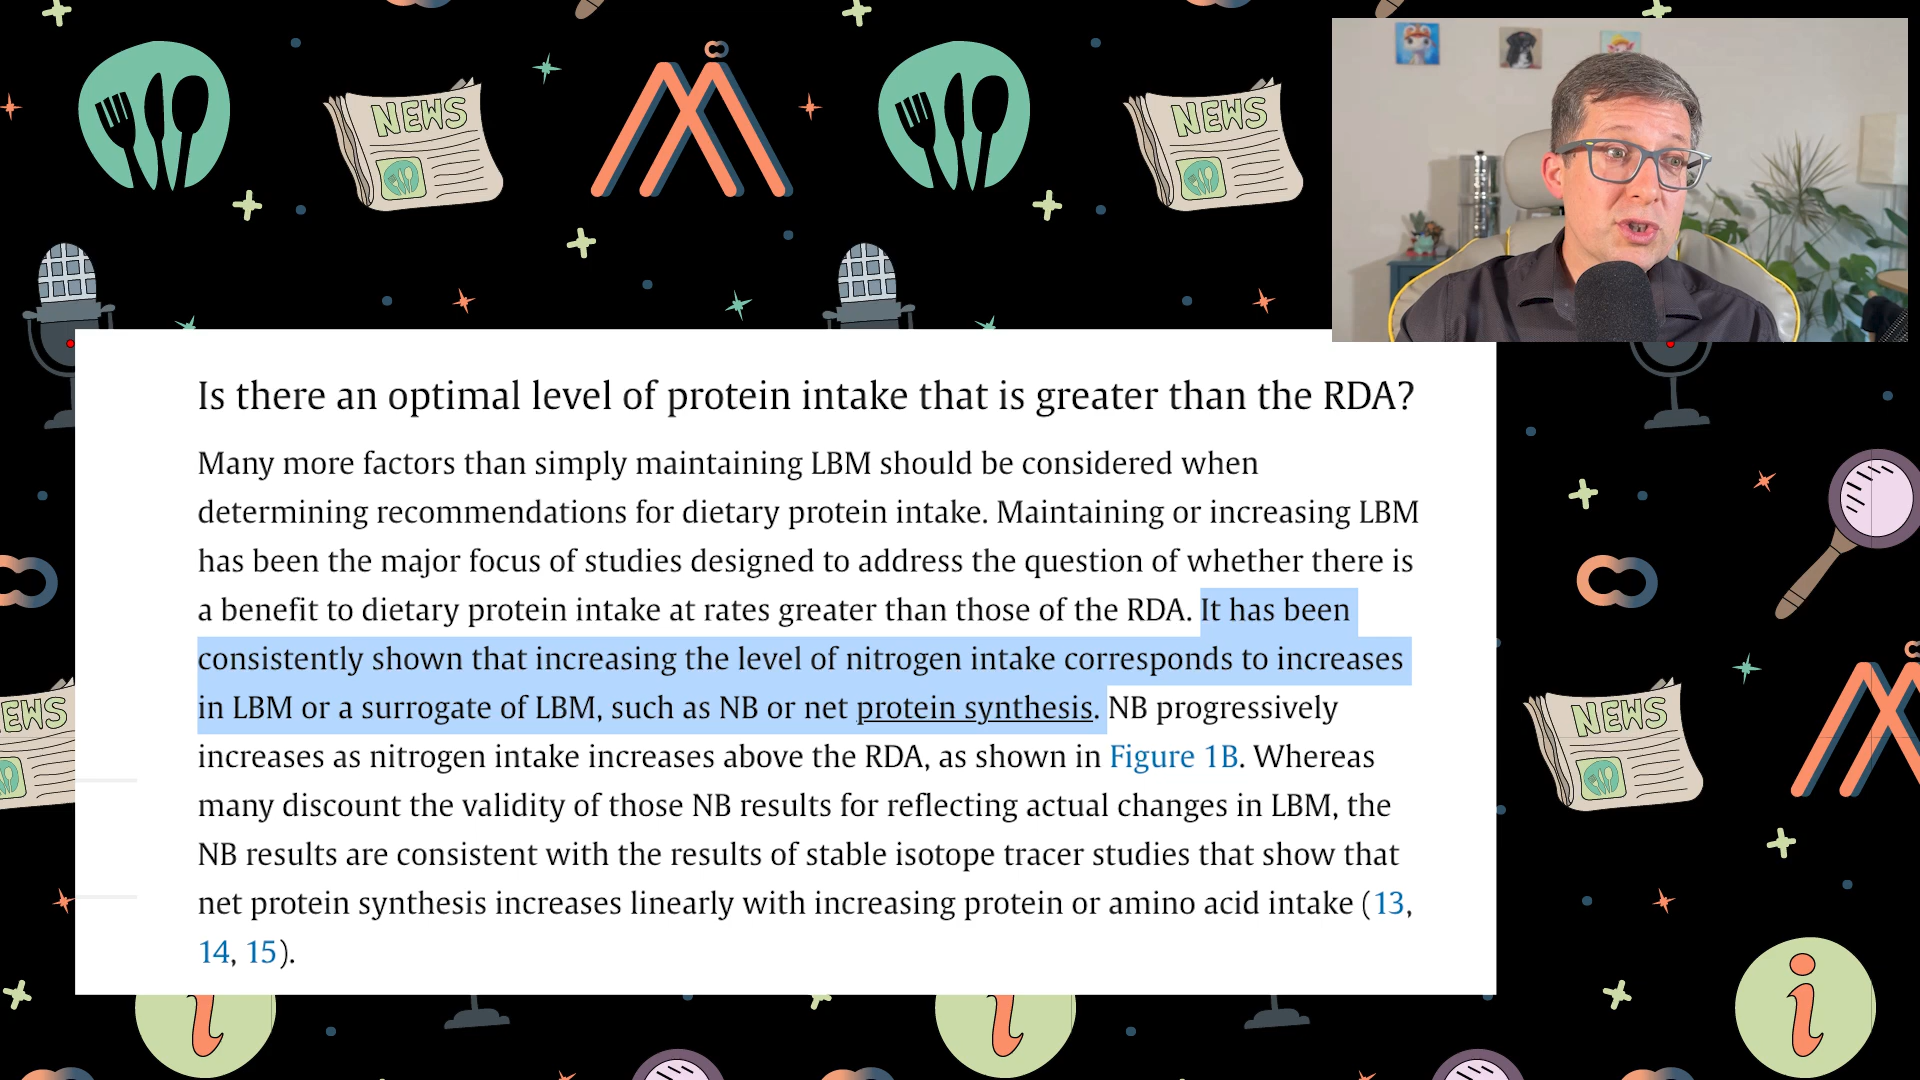 NEWS
NEWS
Is there an optimal level of protein intake that is greater than the RDA?
Many more factors than simply maintaining LBM should be considered when
determining recommendations for dietary protein intake. Maintaining or increasing LBM
has been the major focus of studies designed to address the question of whether there is
a benefit to dietary protein intake at rates greater than those of the RDA. It has been
consistently shown that increasing the level of nitrogen intake corresponds to increases
in LBM or a surrogate of LBM, such as NB or net protein synthesis. NB progressively
increases as nitrogen intake increases above the RDA, as shown in Figure 1B. Whereas
many discount the validity of those NB results for reflecting actual changes in LBM, the
NB results are consistent with the results of stable isotope tracer studies that show that
net protein synthesis increases linearly with increasing protein or amino acid intake (13,
14, 15).
EWS
NEWS
i
i
i